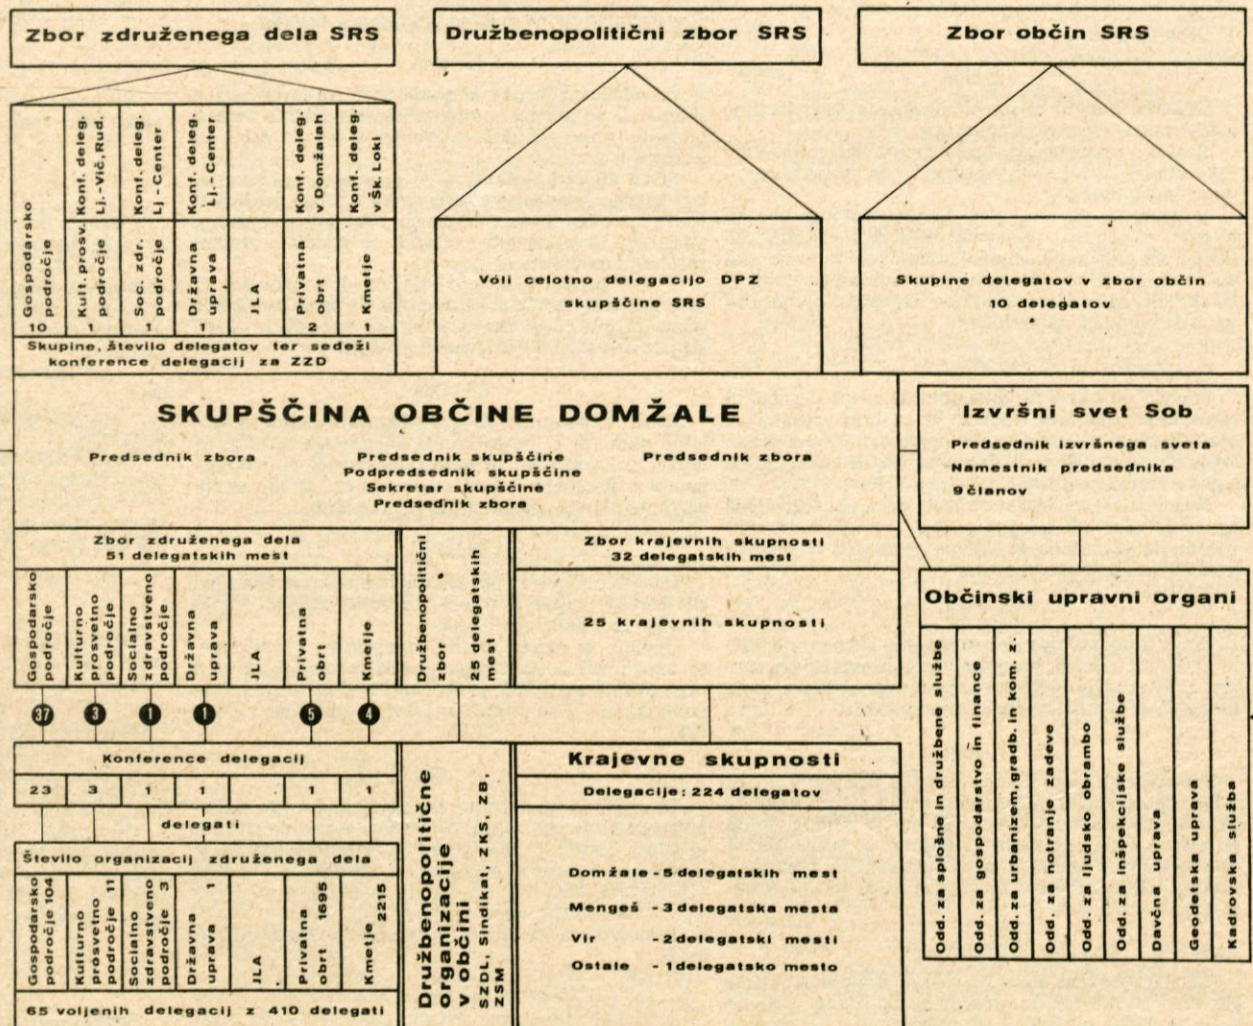 Zbor združenega dela SRS
Družbenopolitični zbor SRS
Zbor občin SRS
Gospodarsko
področje
10
Konf. deleg.
Lj.-Vič, Rud.
Kult. prosv.
področje
1
Konf. deleg.
Lj-Center
Soc. zdr.
področje
1
Konf. deleg.
Lj.-Center
Državna
uprava
1
JLA
Konf. deleg.
v Domžalah
Privatna
obrt
2
Konf. deleg.
v Šk. Loki
Kmetje
1
Skupine, število delegatov ter sedeži
konference delegacij za ZZD
Voli celotno delegacijo DPZ
skupščine SRS
Skupine delegatov v zbor občin
10 delegatov
SKUPŠČINA OBČINE DOMŽALE
Predsednik zbora
Predsednik skupščine
Podpredsednik skupščine
Sekretar skupščine
Predsednik zbora
Predsednik zbora
Izvršni svet Sob
Predsednik izvršnega sveta
Namestnik predsednika
9 članov
Zbor združenega dela
51 delegatskih mest
Gospodarsko
področje
Kulturno
prosvetno
področje
Socialno
zdravstveno
področje
Državna
uprava
JLA
Privatna
obrt
Kmetje
Družbenopolitični
zbor
25 delegatskih
mest
Zbor krajevnih skupnosti
32 delegatskih mest
25 krajevnih skupnosti
37 3 1 1 5 4
Konference delegacij
23 3 1 1 1 1
delegati
Število organizacij združenega dela
Gospodarsko
področje 104
Kulturno
prosvetno
področje 11
Socialno
zdravstveno
področje 3
Državna
uprava 1
JLA
Privatna
obrt 1695
Kmetje
2215
65 voljenih delegacij z 410 delegati
Družbenopolitične
organizacije
v občini
SZDL, Sindikat, ZKS, ZB,
ZSM
Krajevne skupnosti
Delegacije: 224 delegatov
Domžale - 5 delegatskih mest
Mengeš - 3 delegatska mesta
Vir - 2 delegatski mesti
Ostale - 1 delegatsko mesto
Občinski upravni organi
Odd. za splošne in družbene službe
Odd. za gospodarstvo in finance
Odd. za urbanizem, gradb. in kom. z.
Odd. za notranje zadeve
Odd. za ljudsko obrambo
Odd. za inšpekcijske službe
Davčna uprava
Geodetska uprava
Kadrovska služba